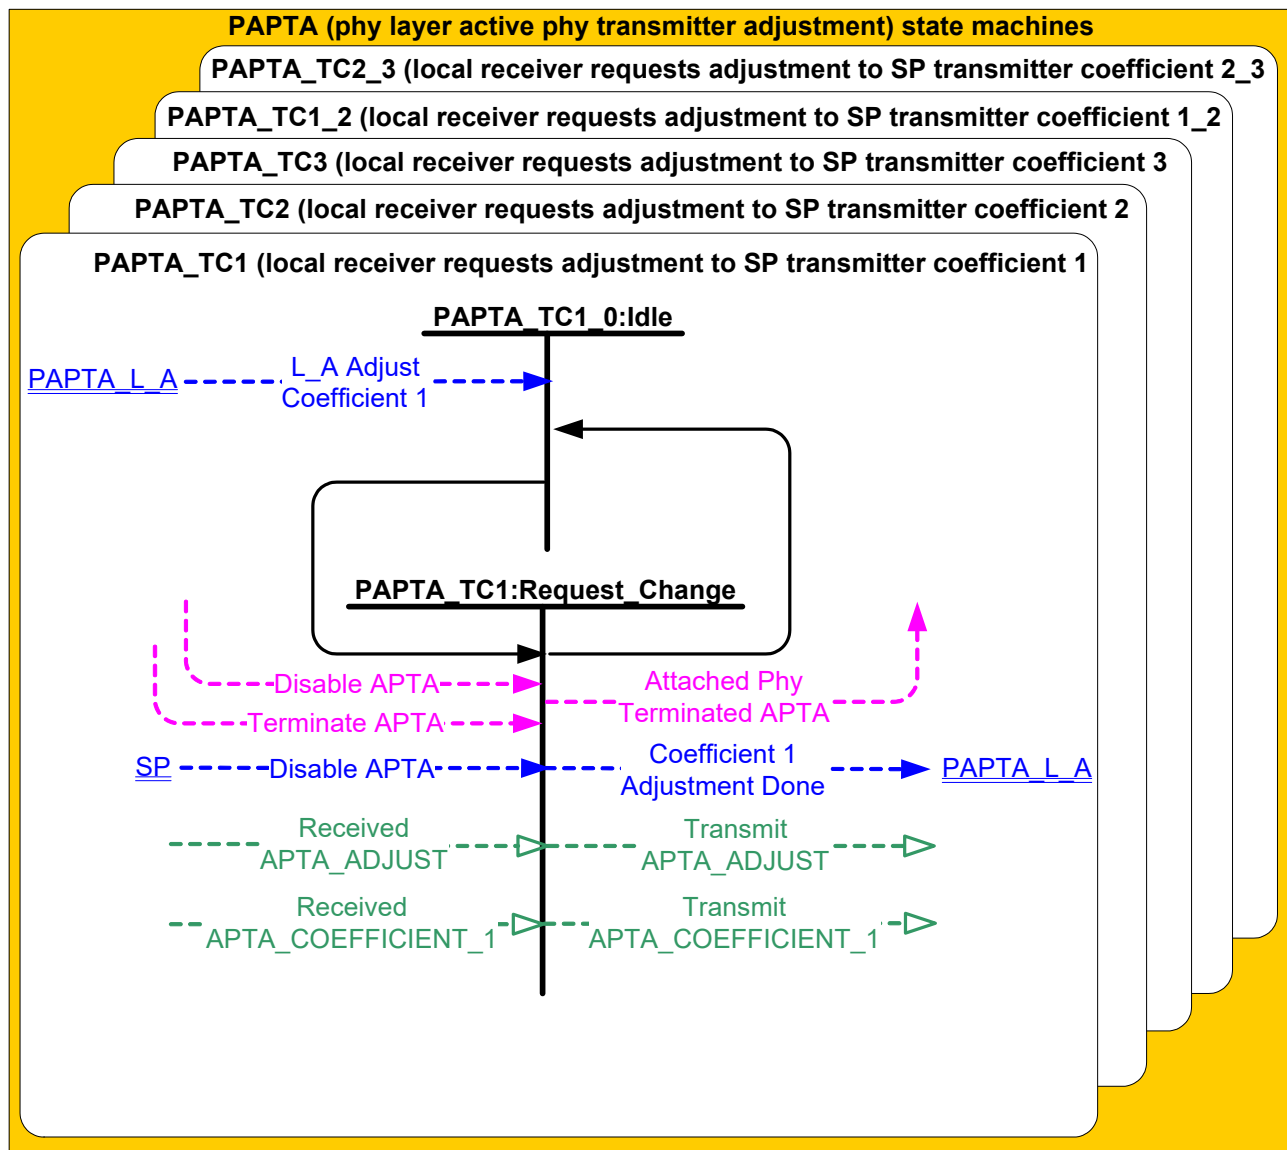 PAPTA (phy layer active phy transmitter adjustment) state machines
PAPTA_TC2_3 (local receiver requests adjustment to SP transmitter coefficient 2_3
PAPTA_TC1_2 (local receiver requests adjustment to SP transmitter coefficient 1_2
PAPTA_TC3 (local receiver requests adjustment to SP transmitter coefficient 3
PAPTA_TC2 (local receiver requests adjustment to SP transmitter coefficient 2
PAPTA_TC1 (local receiver requests adjustment to SP transmitter coefficient 1
PAPTA_TC1_0:Idle
PAPTA_L_A
L_A Adjust
Coefficient 1
PAPTA_TC1:Request_Change
Disable APTA
Terminate APTA
Attached Phy
Terminated APTA
SP
Disable APTA
Coefficient 1
Adjustment Done
PAPTA_L_A
Received
APTA_ADJUST
Transmit
APTA_ADJUST
Received
APTA_COEFFICIENT_1
Transmit
APTA_COEFFICIENT_1